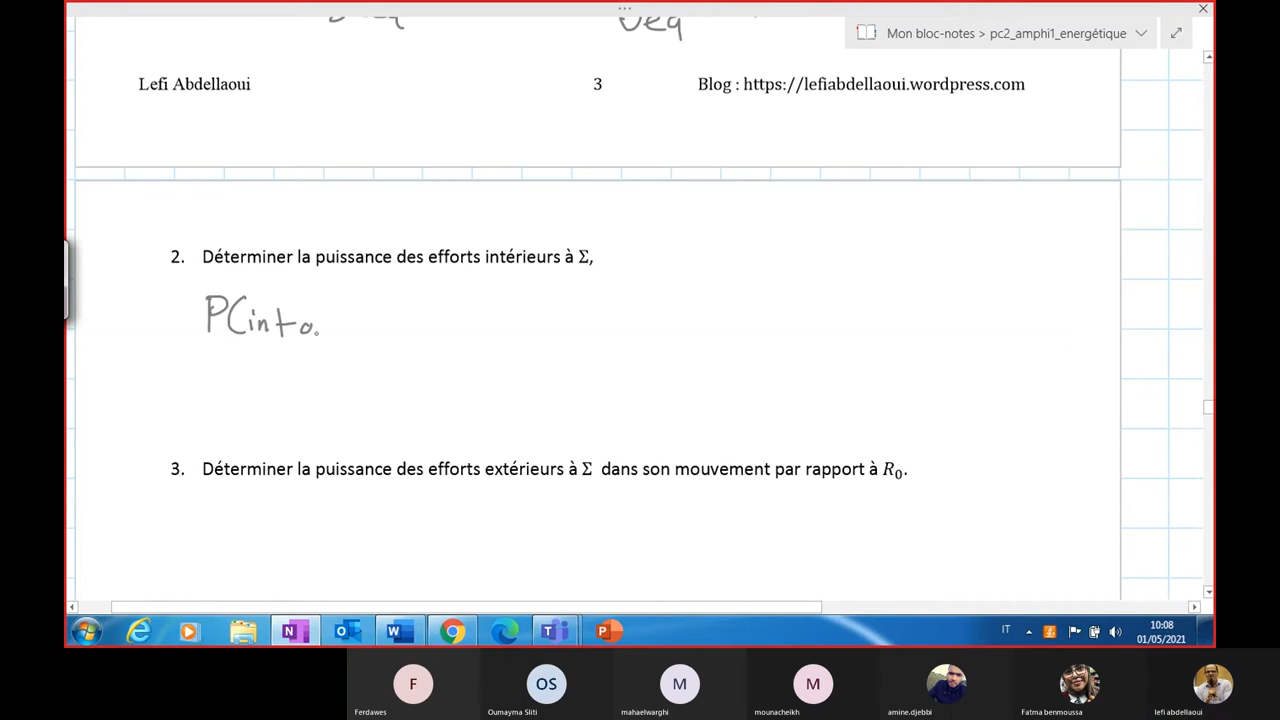 Jeq
Mon bloc-notes > pc2_amphi1_energétique
Lefi Abdellaoui 3 Blog : https://lefiabdellaoui.wordpress.com
2. Déterminer la puissance des efforts intérieurs à Σ,
P(int
3. Déterminer la puissance des efforts extérieurs à Σ dans son mouvement par rapport à R₀.
IT 10:08
01/05/2021
F OS M M
Ferdawes Oumayma Sliti mahaelwarghi mounacheikh amine.djebbi Fatma benmoussa lefi abdellaoui